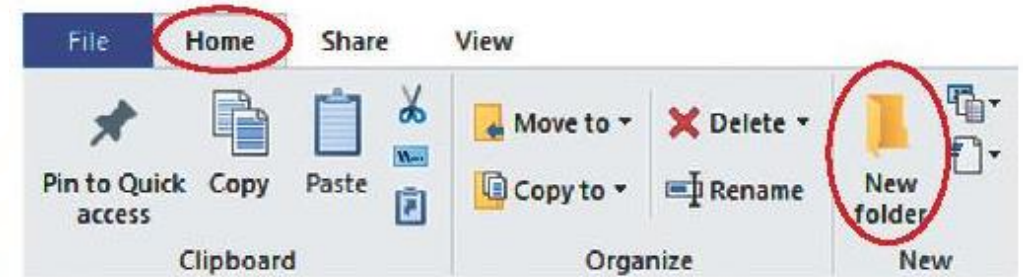 File Home Share View
Move to Delete
Pin to Quick access Copy Paste
Copy to Rename
New folder
Clipboard Organize New